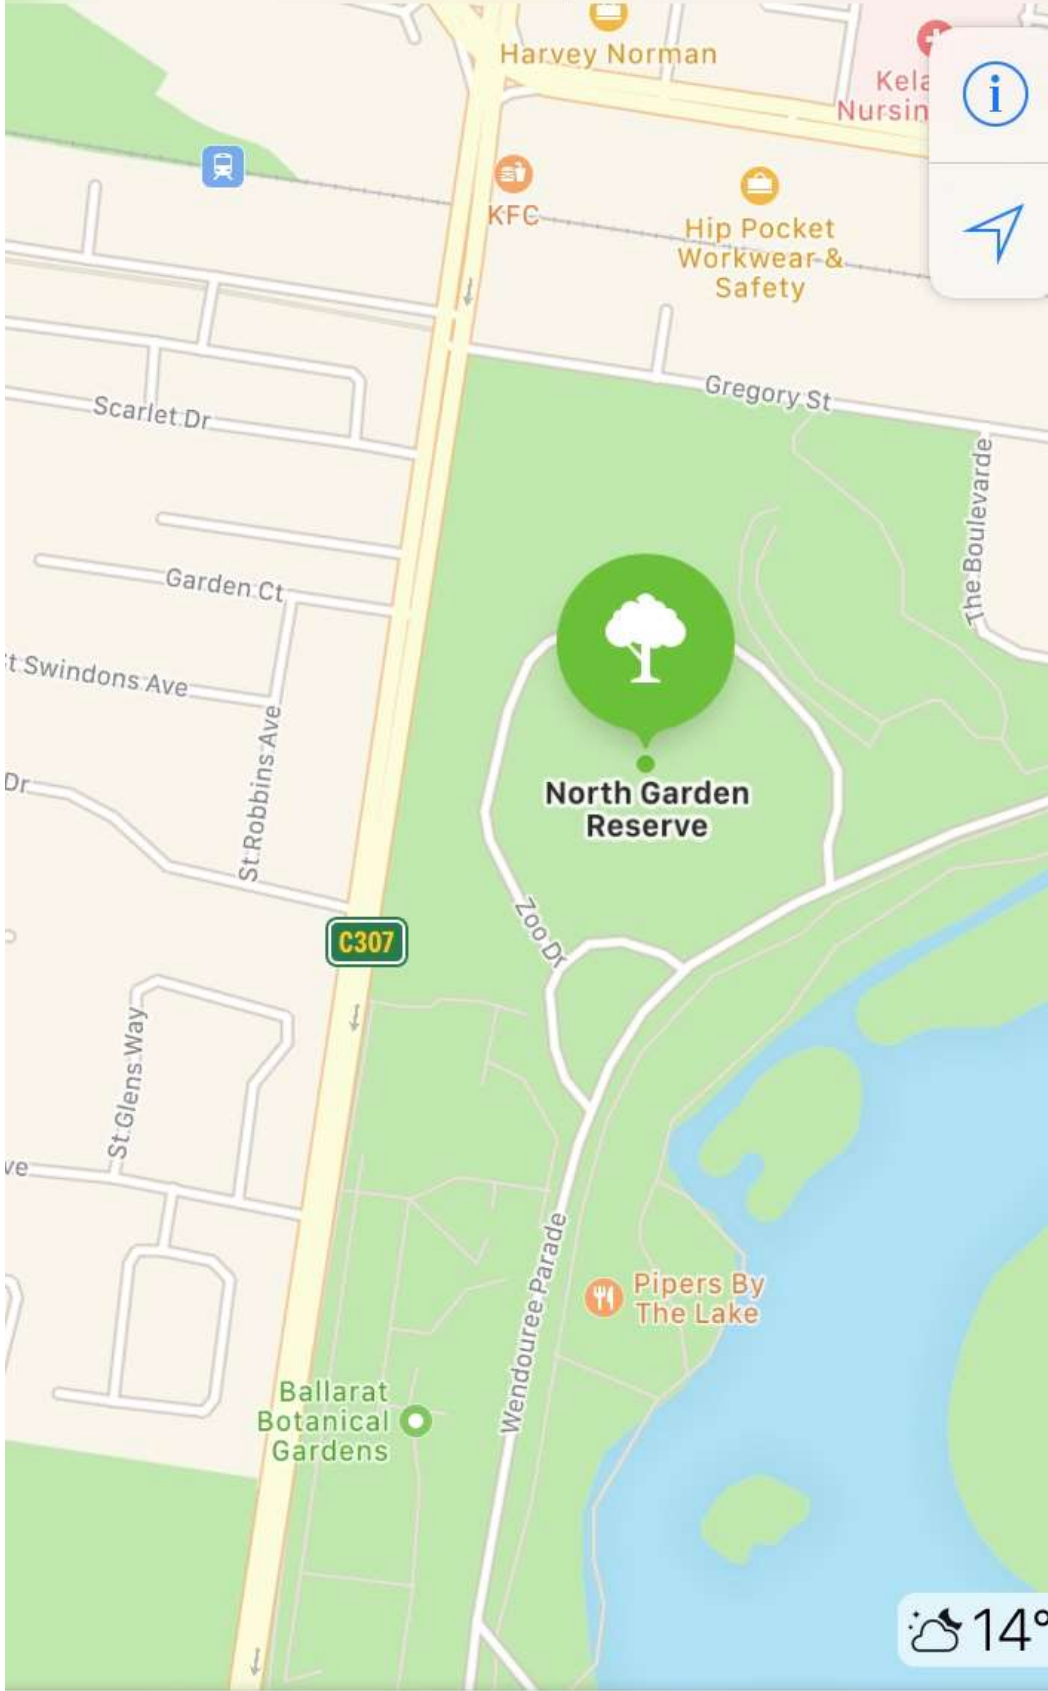 Harvey Norman
Kela
Nursin
KFC
Hip Pocket
Workwear &
Safety
Gregory St
Scarlet Dr
The Boulevarde
Garden Ct
t Swindons Ave
St Robbins Ave
Dr
North Garden
Reserve
Zoo Dr
C307
St Glens Way
ve
Wendouree Parade
Pipers By
The Lake
Ballarat
Botanical
Gardens
14°